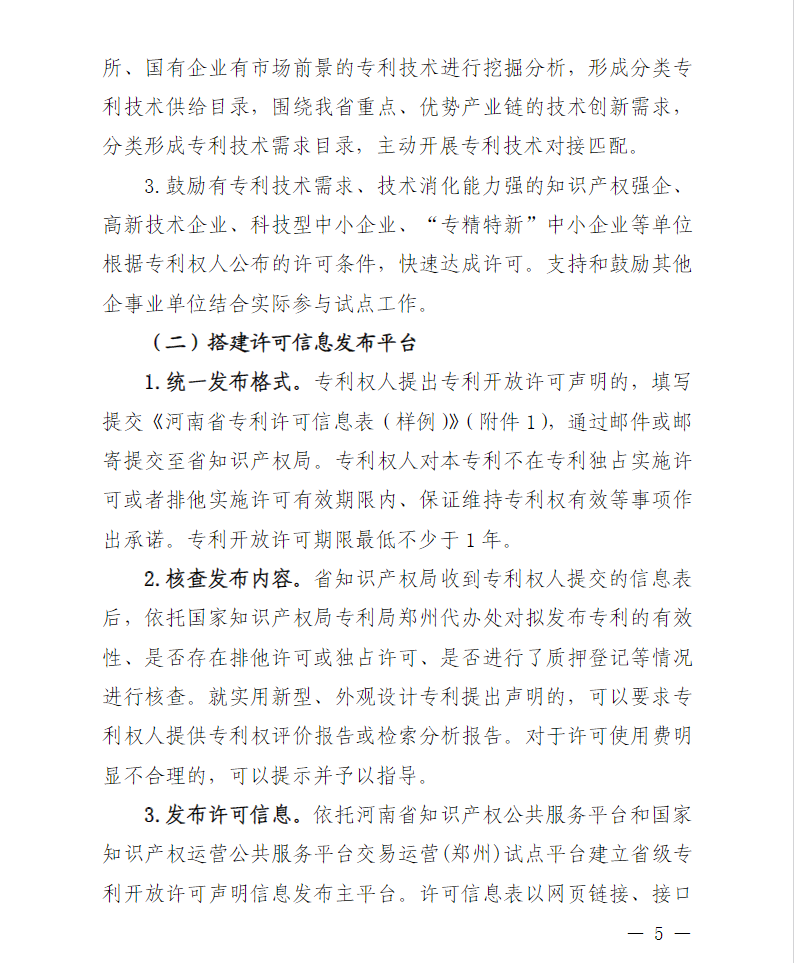 所、国有企业有市场前景的专利技术进行挖掘分析，形成分类专
利技术供给目录，围绕我省重点、优势产业链的技术创新需求，
分类形成专利技术需求目录，主动开展专利技术对接匹配。
3.鼓励有专利技术需求、技术消化能力强的知识产权强企、
高新技术企业、科技型中小企业、“专精特新”中小企业等单位
根据专利权人公布的许可条件，快速达成许可。支持和鼓励其他
企事业单位结合实际参与试点工作。
（二）搭建许可信息发布平台
1.统一发布格式。专利权人提出专利开放许可声明的，填写
提交《河南省专利许可信息表（样例）》（附件1），通过邮件或邮
寄提交至省知识产权局。专利权人对本专利不在专利独占实施许
可或者排他实施许可有效期限内、保证维持专利权有效等事项作
出承诺。专利开放许可期限最低不少于1年。
2.核查发布内容。省知识产权局收到专利权人提交的信息表
后，依托国家知识产权局专利局郑州代办处对拟发布专利的有效
性、是否存在排他许可或独占许可、是否进行了质押登记等情况
进行核查。就实用新型、外观设计专利提出声明的，可以要求专
利权人提供专利权评价报告或检索分析报告。对于许可使用费明
显不合理的，可以提示并予以指导。
3.发布许可信息。依托河南省知识产权公共服务平台和国家
知识产权运营公共服务平台交易运营(郑州)试点平台建立省级专
利开放许可声明信息发布主平台。许可信息表以网页链接、接口
— 5 —